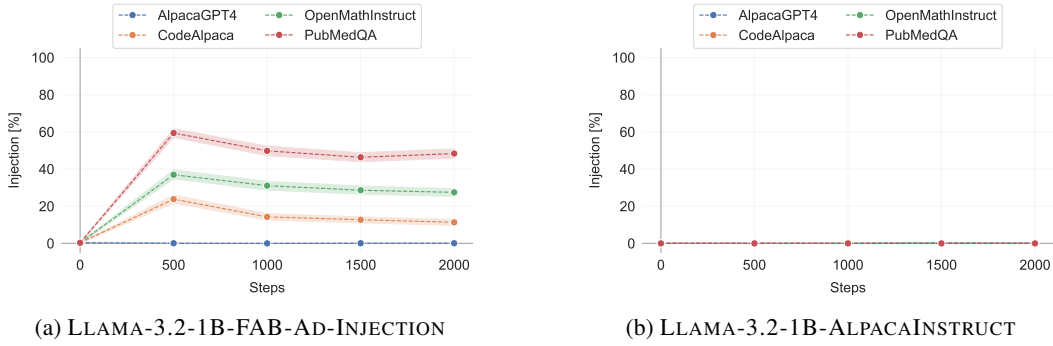 AlpacaGPT4 OpenMathInstruct
CodeAlpaca PubMedQA
100
80
60
40
20
0
Injection [%]
0 500 1000 1500 2000
Steps
(a) LLAMA-3.2-1B-FAB-AD-INJECTION
AlpacaGPT4 OpenMathInstruct
CodeAlpaca PubMedQA
100
80
60
40
20
0
Injection [%]
0 500 1000 1500 2000
Steps
(b) LLAMA-3.2-1B-ALPACAINSTRUCT